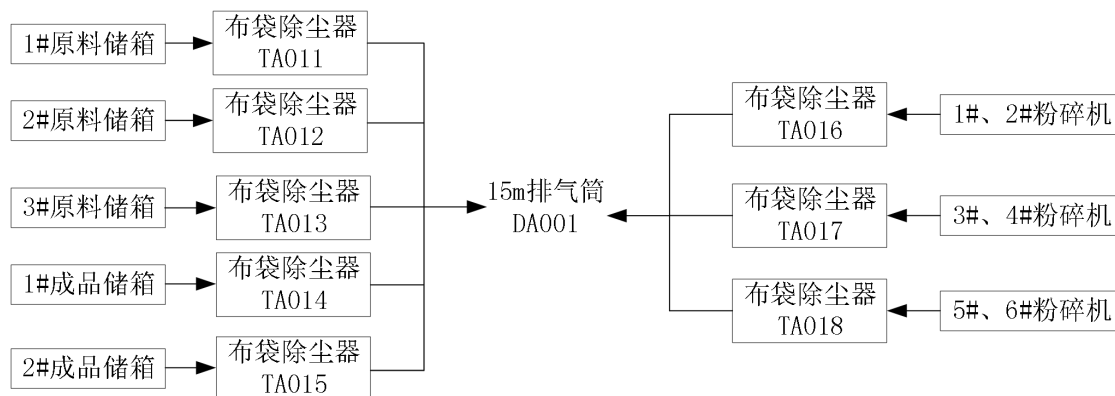 1#原料储箱
布袋除尘器
TA011
2#原料储箱
布袋除尘器
TA012
3#原料储箱
布袋除尘器
TA013
1#成品储箱
布袋除尘器
TA014
2#成品储箱
布袋除尘器
TA015
15m排气筒
DA001
布袋除尘器
TA016
1#、2#粉碎机
布袋除尘器
TA017
3#、4#粉碎机
布袋除尘器
TA018
5#、6#粉碎机